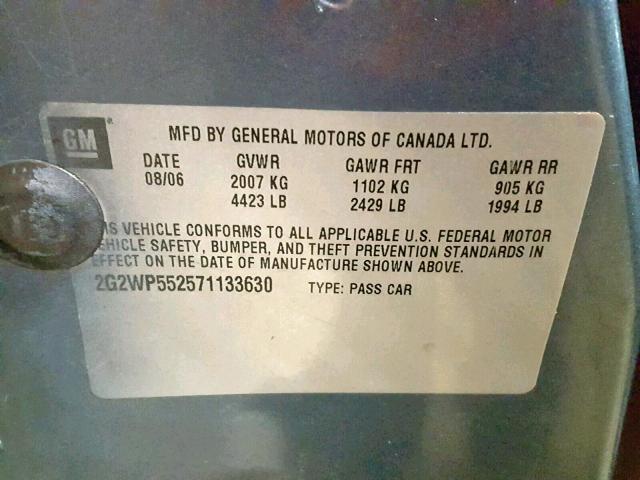 GM ®
MFD BY GENERAL MOTORS OF CANADA LTD.
DATE GVWR GAWR FRT GAWR RR
08/06 2007 KG 1102 KG 905 KG
4423 LB 2429 LB 1994 LB
VEHICLE CONFORMS TO ALL APPLICABLE U.S. FEDERAL MOTOR
VEHICLE SAFETY, BUMPER, AND THEFT PREVENTION STANDARDS IN
EFFECT ON THE DATE OF MANUFACTURE SHOWN ABOVE.
2G2WP552571133630 TYPE: PASS CAR